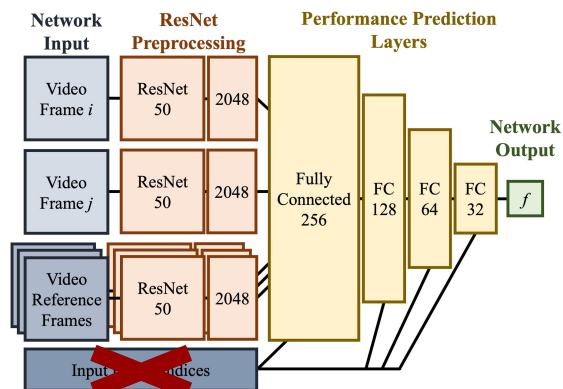 Network
Input
ResNet
Preprocessing
Performance Prediction
Layers
Video
Frame i
ResNet
50
2048
Video
Frame j
ResNet
50
2048
Video
Reference
Frames
ResNet
50
2048
Fully
Connected
256
FC
128
FC
64
FC
32
Network
Output
f
Input